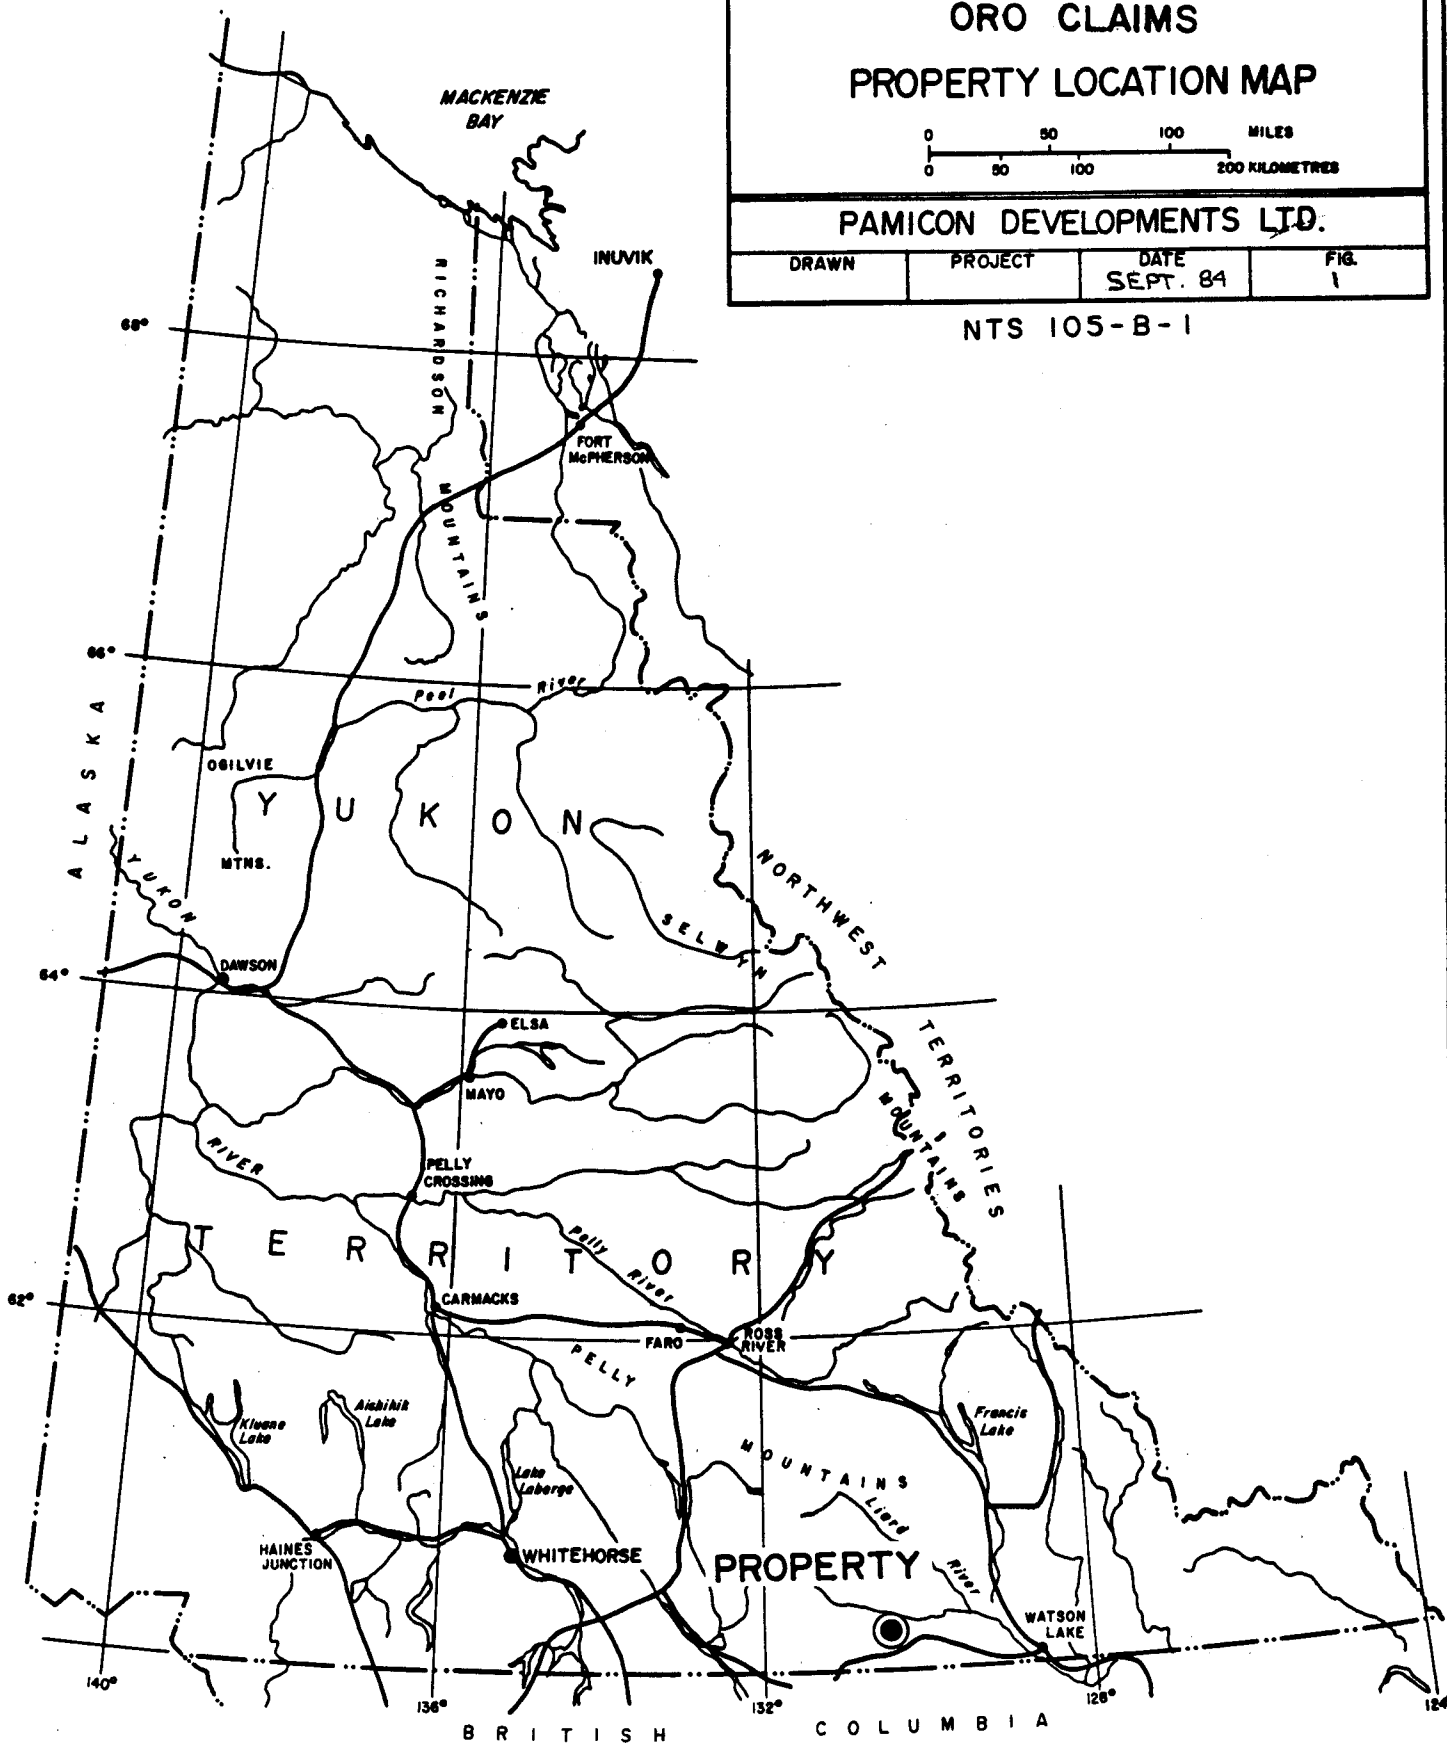 ORO CLAIMS
PROPERTY LOCATION MAP
0 50 100 MILES
0 50 100 200 KILOMETRES
PAMICON DEVELOPMENTS LTD.
DRAWN PROJECT DATE FIG.
SEPT. 84 1
NTS 105-B-1
MACKENZIE
BAY
INUVIK
RICHARDSON
MOUNTAINS
68°
FORT
McPHERSON
66°
Peel River
ALASKA
OGILVIE
MTNS.
YUKON
YUKON
NORTHWEST
TERRITORIES
SELWYN
MOUNTAINS
64°
DAWSON
ELSA
MAYO
RIVER
PELLY
CROSSING
TERRITORY
Pelly
River
62°
CARMACKS
FARO
ROSS
RIVER
PELLY
MOUNTAINS
Kluane
Lake
Aishihik
Lake
Francis
Lake
Lake
Laberge
Liard
River
HAINES
JUNCTION
WHITEHORSE
PROPERTY
WATSON
LAKE
140°
136°
132°
128°
124
BRITISH COLUMBIA